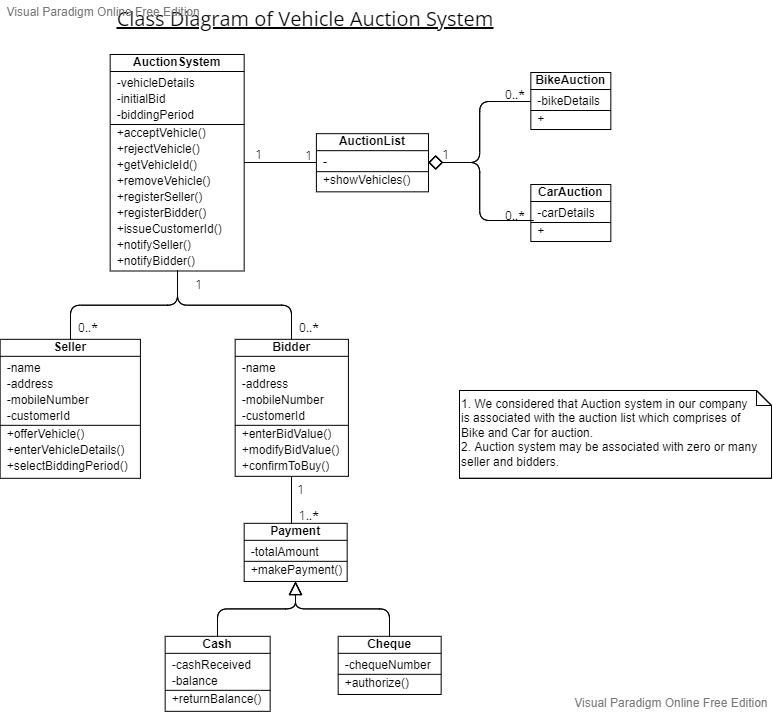 Visual Paradigm Online Free Edition
Class Diagram of Vehicle Auction System
AuctionSystem
-vehicleDetails
-initialBid
-biddingPeriod
+acceptVehicle()
+rejectVehicle()
+getVehicleId()
+removeVehicle()
+registerSeller()
+registerBidder()
+issueCustomerId()
+notifySeller()
+notifyBidder()
1
1
AuctionList
-
+showVehicles()
1
0..*
BikeAuction
-bikeDetails
+
0..*
CarAuction
-carDetails
+
1
0..*
0..*
Seller
-name
-address
-mobileNumber
-customerId
+offerVehicle()
+enterVehicleDetails()
+selectBiddingPeriod()
Bidder
-name
-address
-mobileNumber
-customerId
+enterBidValue()
+modifyBidValue()
+confirmToBuy()
1. We considered that Auction system in our company
is associated with the auction list which comprises of
Bike and Car for auction.
2. Auction system may be associated with zero or many
seller and bidders.
1
1..*
Payment
-totalAmount
+makePayment()
Cash
-cashReceived
-balance
+returnBalance()
Cheque
-chequeNumber
+authorize()
Visual Paradigm Online Free Edition